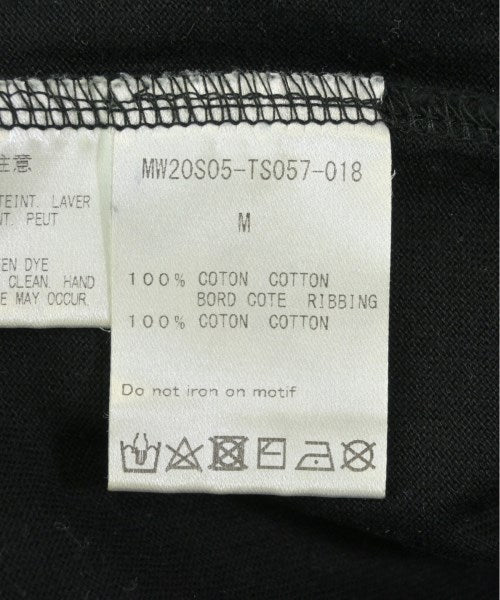 注意
TEINT. LAVER
NT. PEUT
EN DYE
CLEAN. HAND
E MAY OCCUR.
MW20S05-TS057-018
M
100% COTON COTTON
BORD COTE RIBBING
100% COTON COTTON
Do not iron on motif